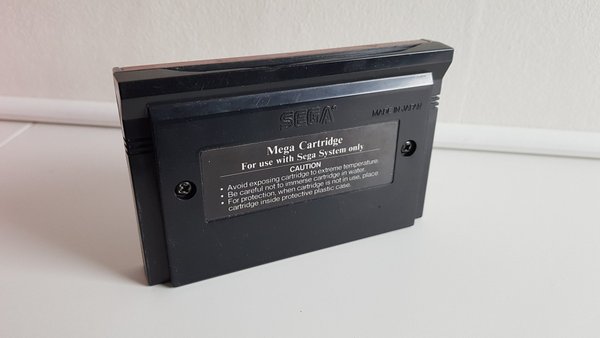 SEGA
MADE IN JAPAN
Mega Cartridge
For use with Sega System only
CAUTION
• Avoid exposing cartridge to extreme temperature.
• Be careful not to immerse cartridge in water.
• For protection, when cartridge is not in use, place
cartridge inside protective plastic case.